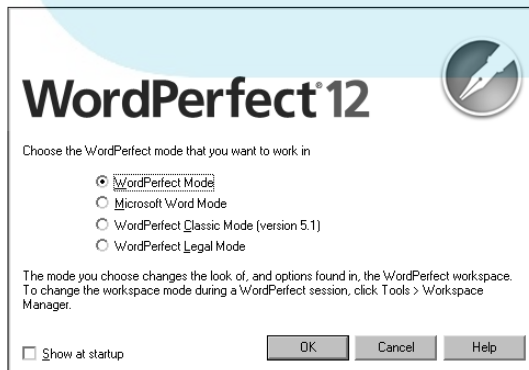 WordPerfect® 12
Choose the WordPerfect mode that you want to work in
WordPerfect Mode
Microsoft Word Mode
WordPerfect Classic Mode (version 5.1)
WordPerfect Legal Mode
The mode you choose changes the look of, and options found in, the WordPerfect workspace.
To change the workspace mode during a WordPerfect session, click Tools > Workspace
Manager.
Show at startup OK Cancel Help